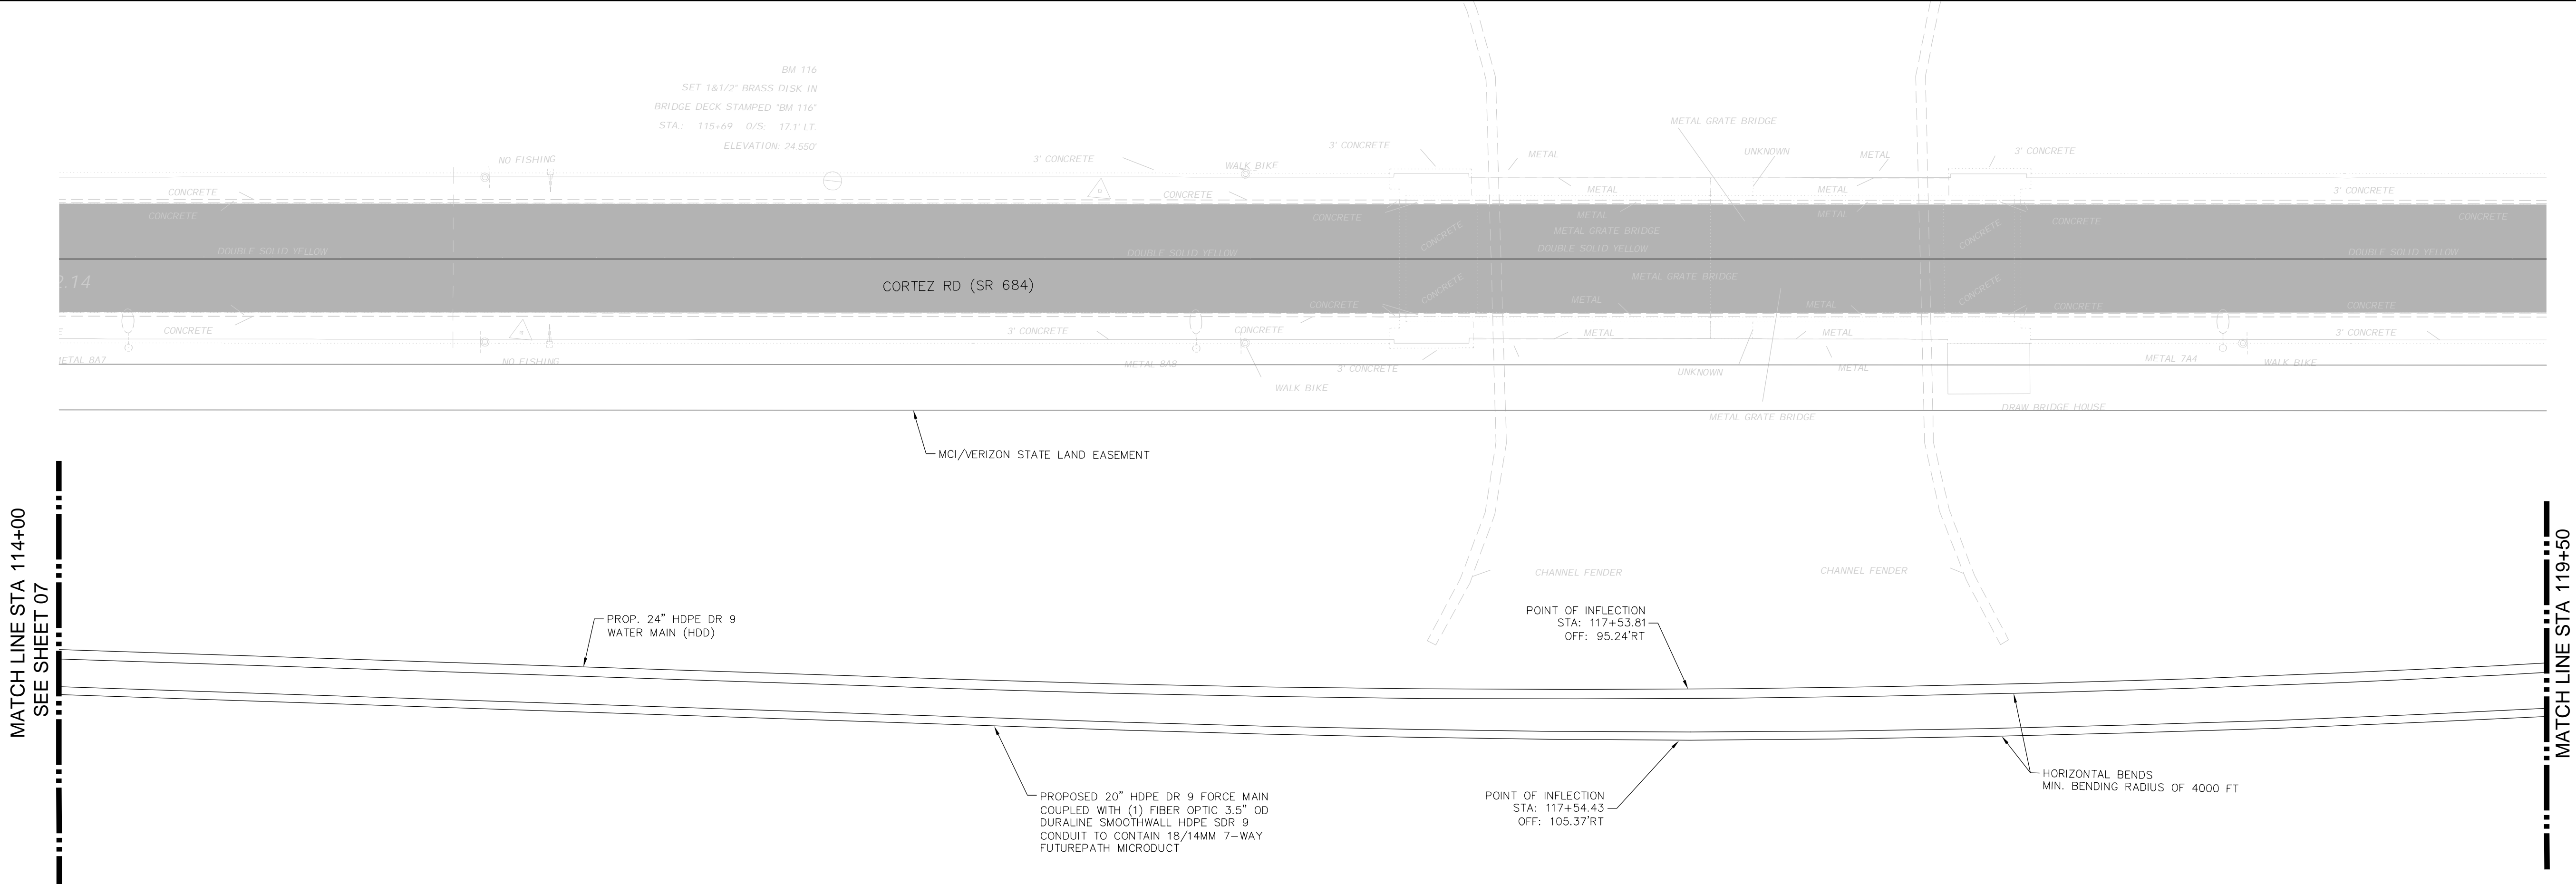 BM 116
SET 1&1/2" BRASS DISK IN
BRIDGE DECK STAMPED "BM 116"
STA.: 115+69 O/S: 17.1' LT.
ELEVATION: 24.550'
METAL GRATE BRIDGE
NO FISHING
3' CONCRETE
WALK BIKE
3' CONCRETE
METAL
UNKNOWN
METAL
3' CONCRETE
CONCRETE
CONCRETE
METAL
METAL
3' CONCRETE
CONCRETE
CONCRETE
METAL
METAL
CONCRETE
CONCRETE
CONCRETE
METAL GRATE BRIDGE
CONCRETE
DOUBLE SOLID YELLOW
DOUBLE SOLID YELLOW
DOUBLE SOLID YELLOW
DOUBLE SOLID YELLOW
2.14
CORTEZ RD (SR 684)
METAL GRATE BRIDGE
CONCRETE
CONCRETE
CONCRETE
METAL
METAL
CONCRETE
CONCRETE
CONCRETE
3' CONCRETE
CONCRETE
METAL
METAL
3' CONCRETE
METAL 8A7
NO FISHING
METAL 8A8
3' CONCRETE
UNKNOWN
METAL
METAL 7A4
WALK BIKE
WALK BIKE
METAL GRATE BRIDGE
DRAW BRIDGE HOUSE
MCI/VERIZON STATE LAND EASEMENT
MATCH LINE STA 114+00
SEE SHEET 07
CHANNEL FENDER
CHANNEL FENDER
PROP. 24" HDPE DR 9
WATER MAIN (HDD)
POINT OF INFLECTION
STA: 117+53.81
OFF: 95.24'RT
PROPOSED 20" HDPE DR 9 FORCE MAIN
COUPLED WITH (1) FIBER OPTIC 3.5" OD
DURALINE SMOOTHWALL HDPE SDR 9
CONDUIT TO CONTAIN 18/14MM 7-WAY
FUTUREPATH MICRODUCT
POINT OF INFLECTION
STA: 117+54.43
OFF: 105.37'RT
HORIZONTAL BENDS
MIN. BENDING RADIUS OF 4000 FT
MATCH LINE STA 119+50